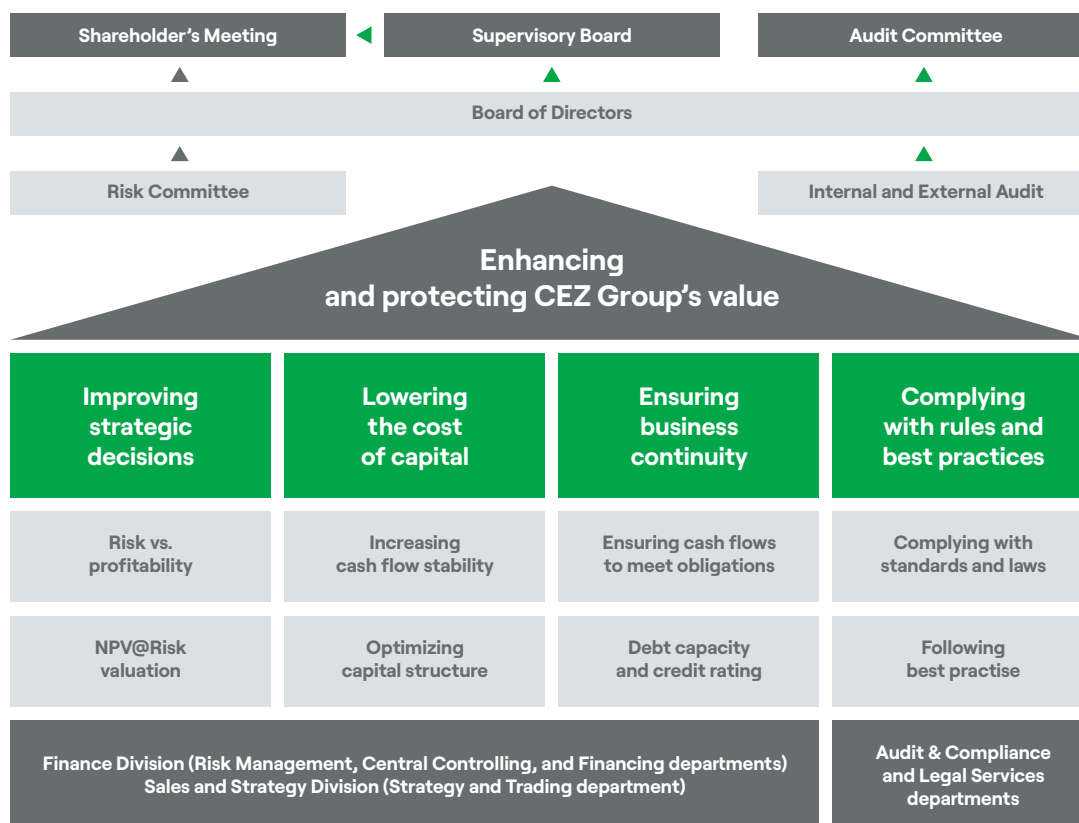 Shareholder's Meeting
Supervisory Board
Audit Committee
Board of Directors
Risk Committee
Internal and External Audit
Enhancing
and protecting CEZ Group's value
Improving
strategic
decisions
Lowering
the cost
of capital
Ensuring
business
continuity
Complying
with rules and
best practices
Risk vs.
profitability
Increasing
cash flow stability
Ensuring cash flows
to meet obligations
Complying with
standards and laws
NPV@Risk
valuation
Optimizing
capital structure
Debt capacity
and credit rating
Following
best practise
Finance Division (Risk Management, Central Controlling, and Financing departments)
Sales and Strategy Division (Strategy and Trading department)
Audit & Compliance
and Legal Services
departments